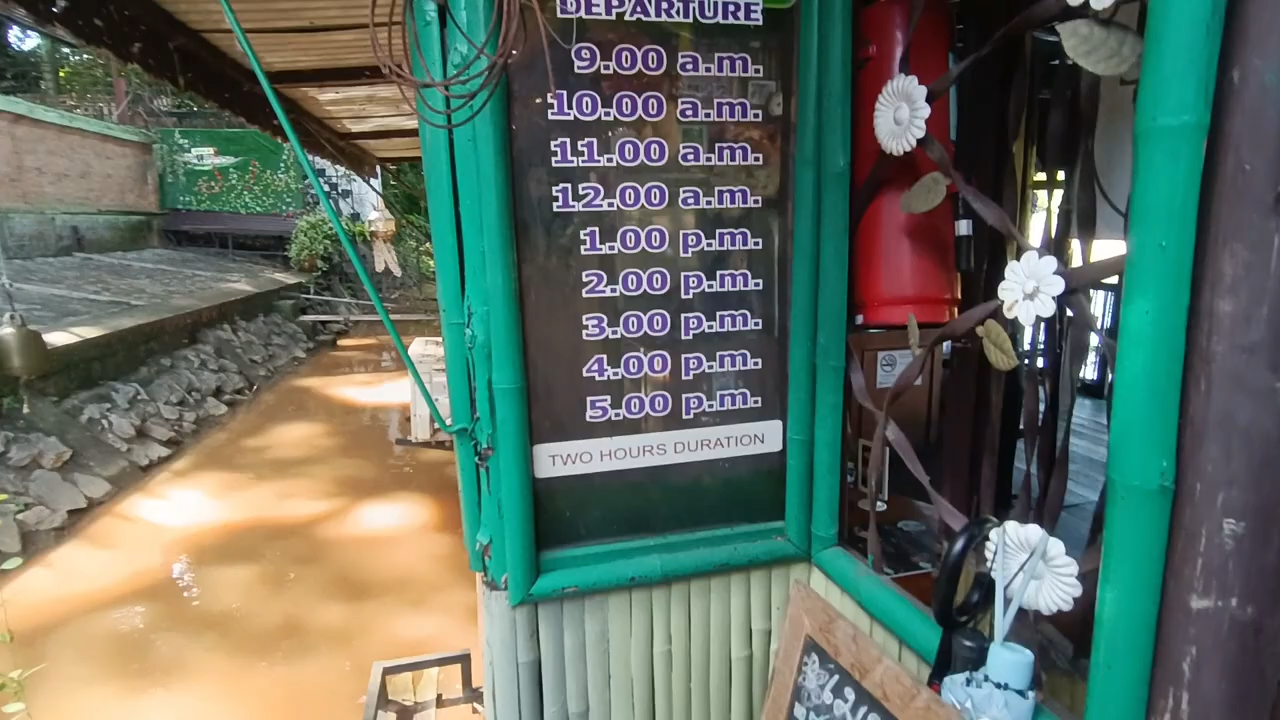 DEPARTURE
9.00 a.m.
10.00 a.m.
11.00 a.m.
12.00 a.m.
1.00 p.m.
2.00 p.m.
3.00 p.m.
4.00 p.m.
5.00 p.m.
TWO HOURS DURATION